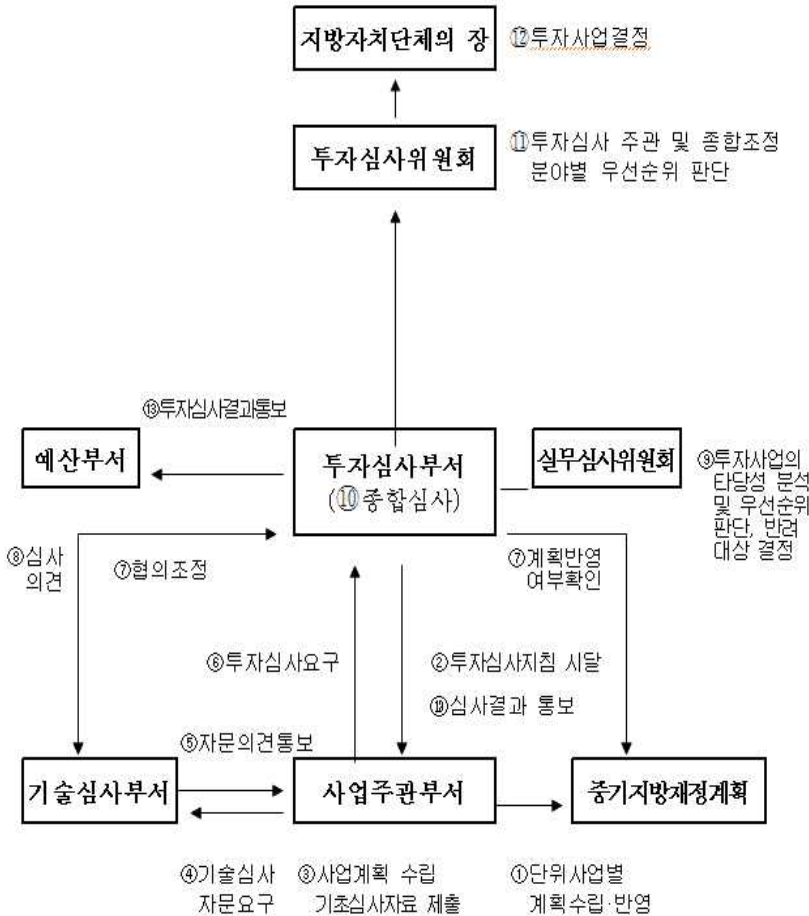 지방자치단체의 장
⑫투자사업결정
투자심사위원회
⑪투자심사 주관 및 종합조정
분야별 우선순위 판단
⑬투자심사결과통보
예산부서
투자심사부서
(⑩종합심사)
실무심사위원회
⑨투자사업의
타당성 분석
및 우선순위
판단, 반려
대상 결정
⑧심사
의견
⑦협의조정
⑦계획반영
여부확인
⑥투자심사요구
②투자심사지침 시달
⑬심사결과 통보
⑤자문의견통보
기술심사부서
사업주관부서
중기지방재정계획
④기술심사
자문요구
③사업계획 수립
기초심사자료 제출
①단위사업별
계획수립·반영